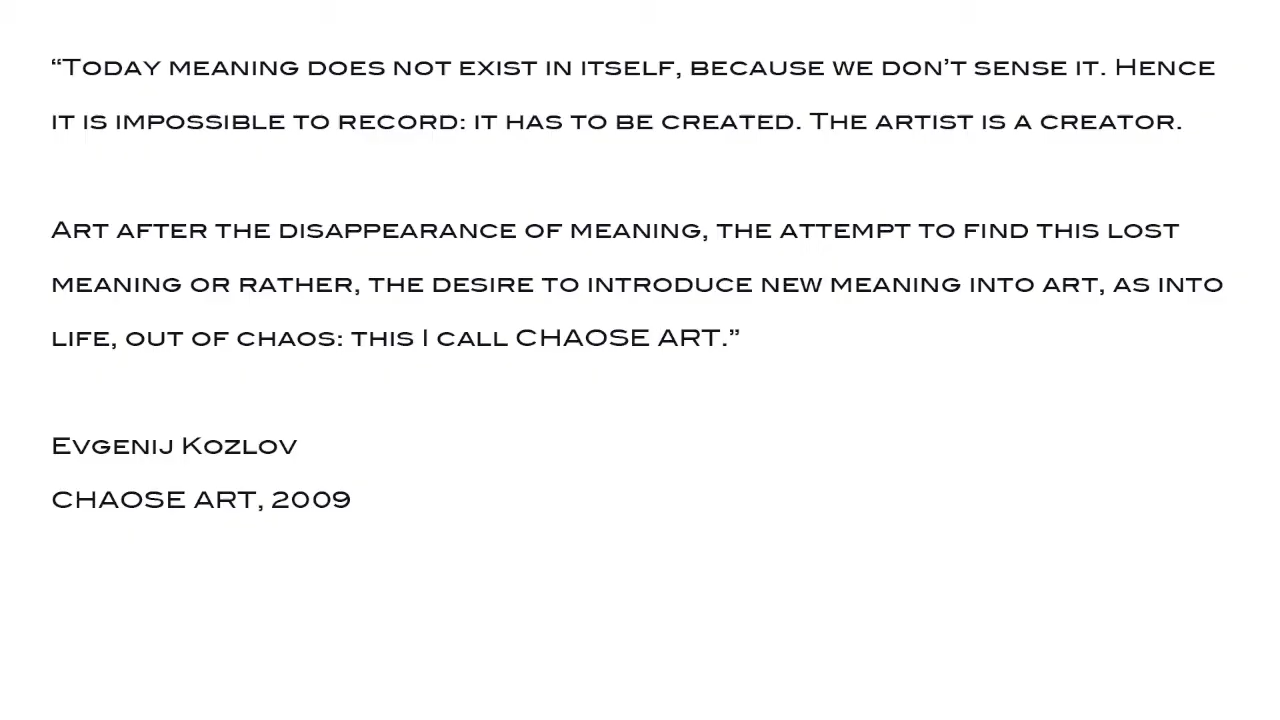 “Today meaning does not exist in itself, because we don’t sense it. Hence
it is impossible to record: it has to be created. The artist is a creator.
Art after the disappearance of meaning, the attempt to find this lost
meaning or rather, the desire to introduce new meaning into art, as into
life, out of chaos: this I call CHAOSE ART.”
Evgenij Kozlov
CHAOSE ART, 2009